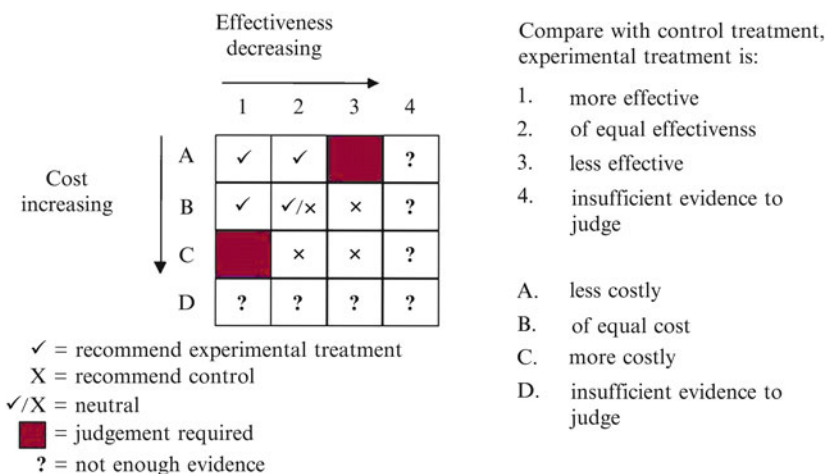 Effectiveness
decreasing
1 2 3 4
Cost
increasing
A ✓ ✓ ?
B ✓ ✓/× × ?
C × × ?
D ? ? ? ?
✓ = recommend experimental treatment
X = recommend control
✓/X = neutral
= judgement required
? = not enough evidence
Compare with control treatment,
experimental treatment is:
1. more effective
2. of equal effectivenss
3. less effective
4. insufficient evidence to
judge
A. less costly
B. of equal cost
C. more costly
D. insufficient evidence to
judge